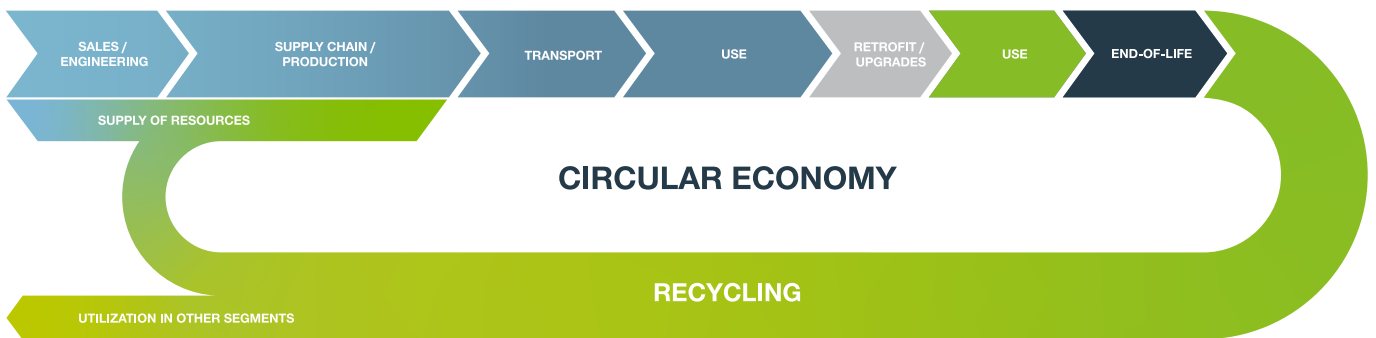 SALES /
ENGINEERING
SUPPLY CHAIN /
PRODUCTION
TRANSPORT
USE
RETROFIT /
UPGRADES
USE
END-OF-LIFE
SUPPLY OF RESOURCES
CIRCULAR ECONOMY
RECYCLING
UTILIZATION IN OTHER SEGMENTS